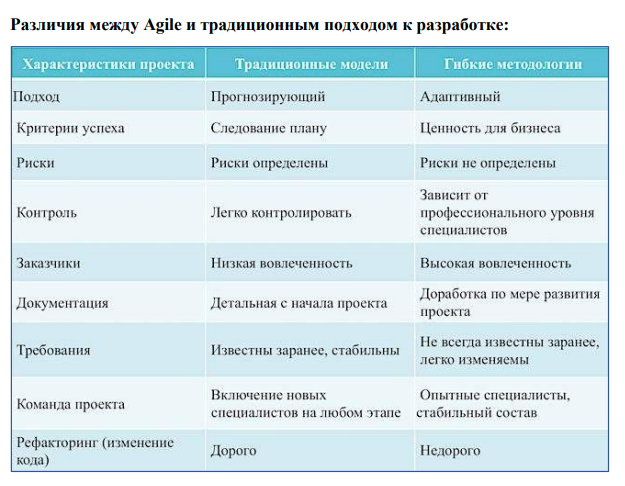 Различия между Agile и традиционным подходом к разработке:
Характеристики проекта Традиционные модели Гибкие методологии
Подход Прогнозирующий Адаптивный
Критерии успеха Следование плану Ценность для бизнеса
Риски Риски определены Риски не определены
Контроль Легко контролировать Зависит от
профессионального уровня
специалистов
Заказчики Низкая вовлеченность Высокая вовлеченность
Документация Детальная с начала проекта Доработка по мере развития
проекта
Требования Известны заранее, стабильны Не всегда известны заранее,
легко изменяемы
Команда проекта Включение новых
специалистов на любом этапе Опытные специалисты,
стабильный состав
Рефакторинг (изменение
кода) Дорого Недорого